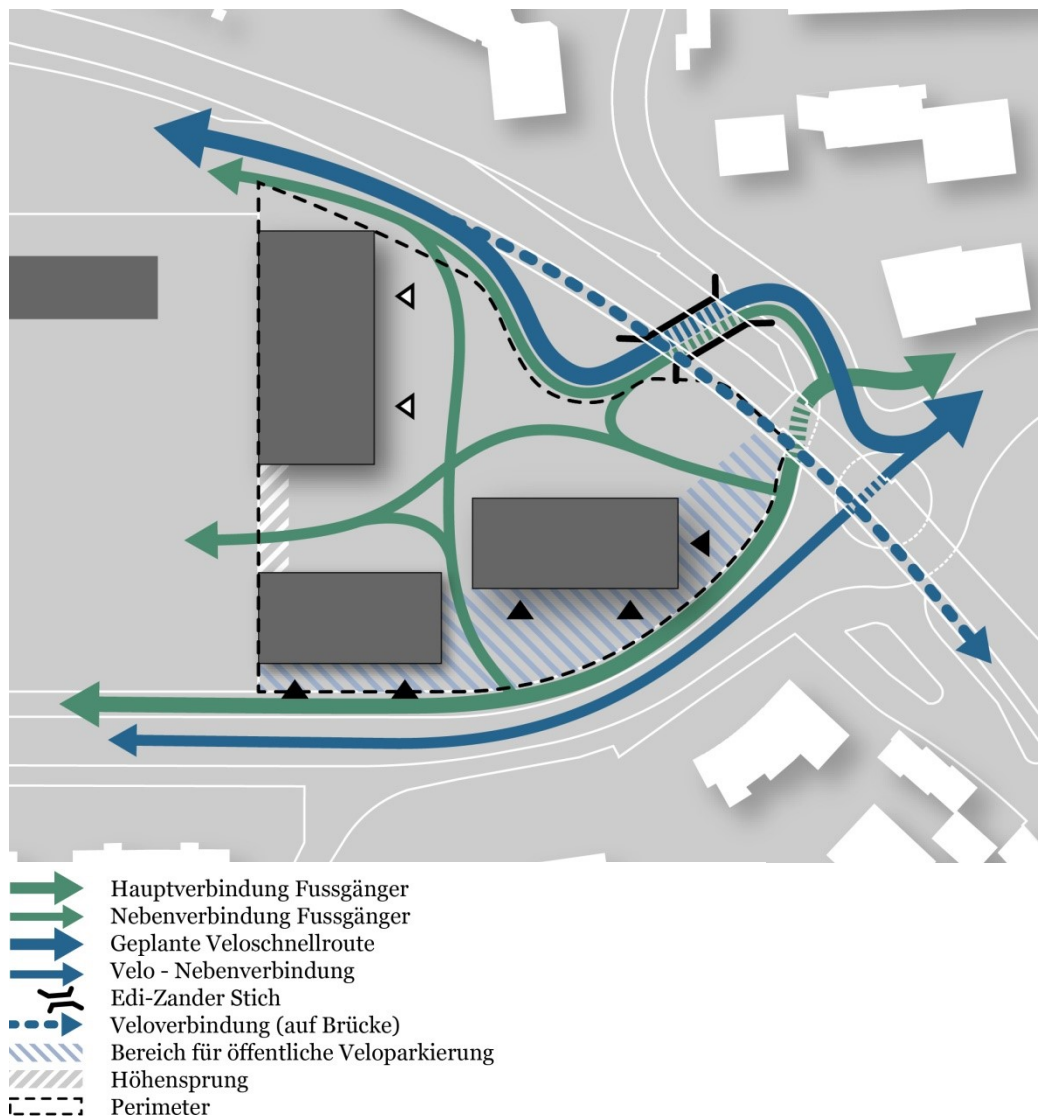 Hauptverbindung Fussgänger
Nebenverbindung Fussgänger
Geplante Veloschnellroute
Velo - Nebenverbindung
Edi-Zander Stich
Veloverbindung (auf Brücke)
Bereich für öffentliche Veloparkierung
Höhensprung
Perimeter